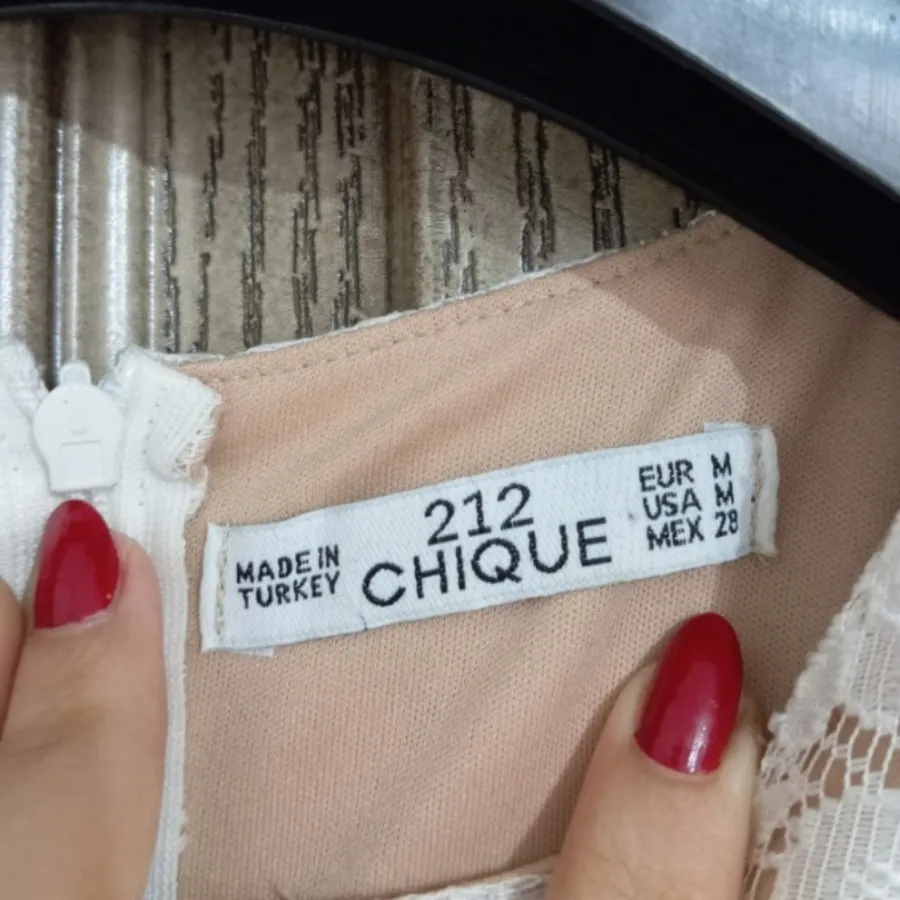 MADE IN
TURKEY
212
CHIQUE
EUR M
USA M
MEX 28